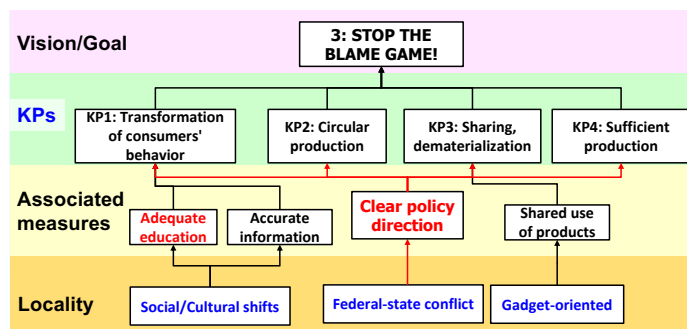 Vision/Goal
3: STOP THE
BLAME GAME!
KPs
KP1: Transformation
of consumers'
behavior
KP2: Circular
production
KP3: Sharing,
dematerialization
KP4: Sufficient
production
Associated
measures
Adequate
education
Accurate
information
Clear policy
direction
Shared use
of products
Locality
Social/Cultural shifts
Federal-state conflict
Gadget-oriented